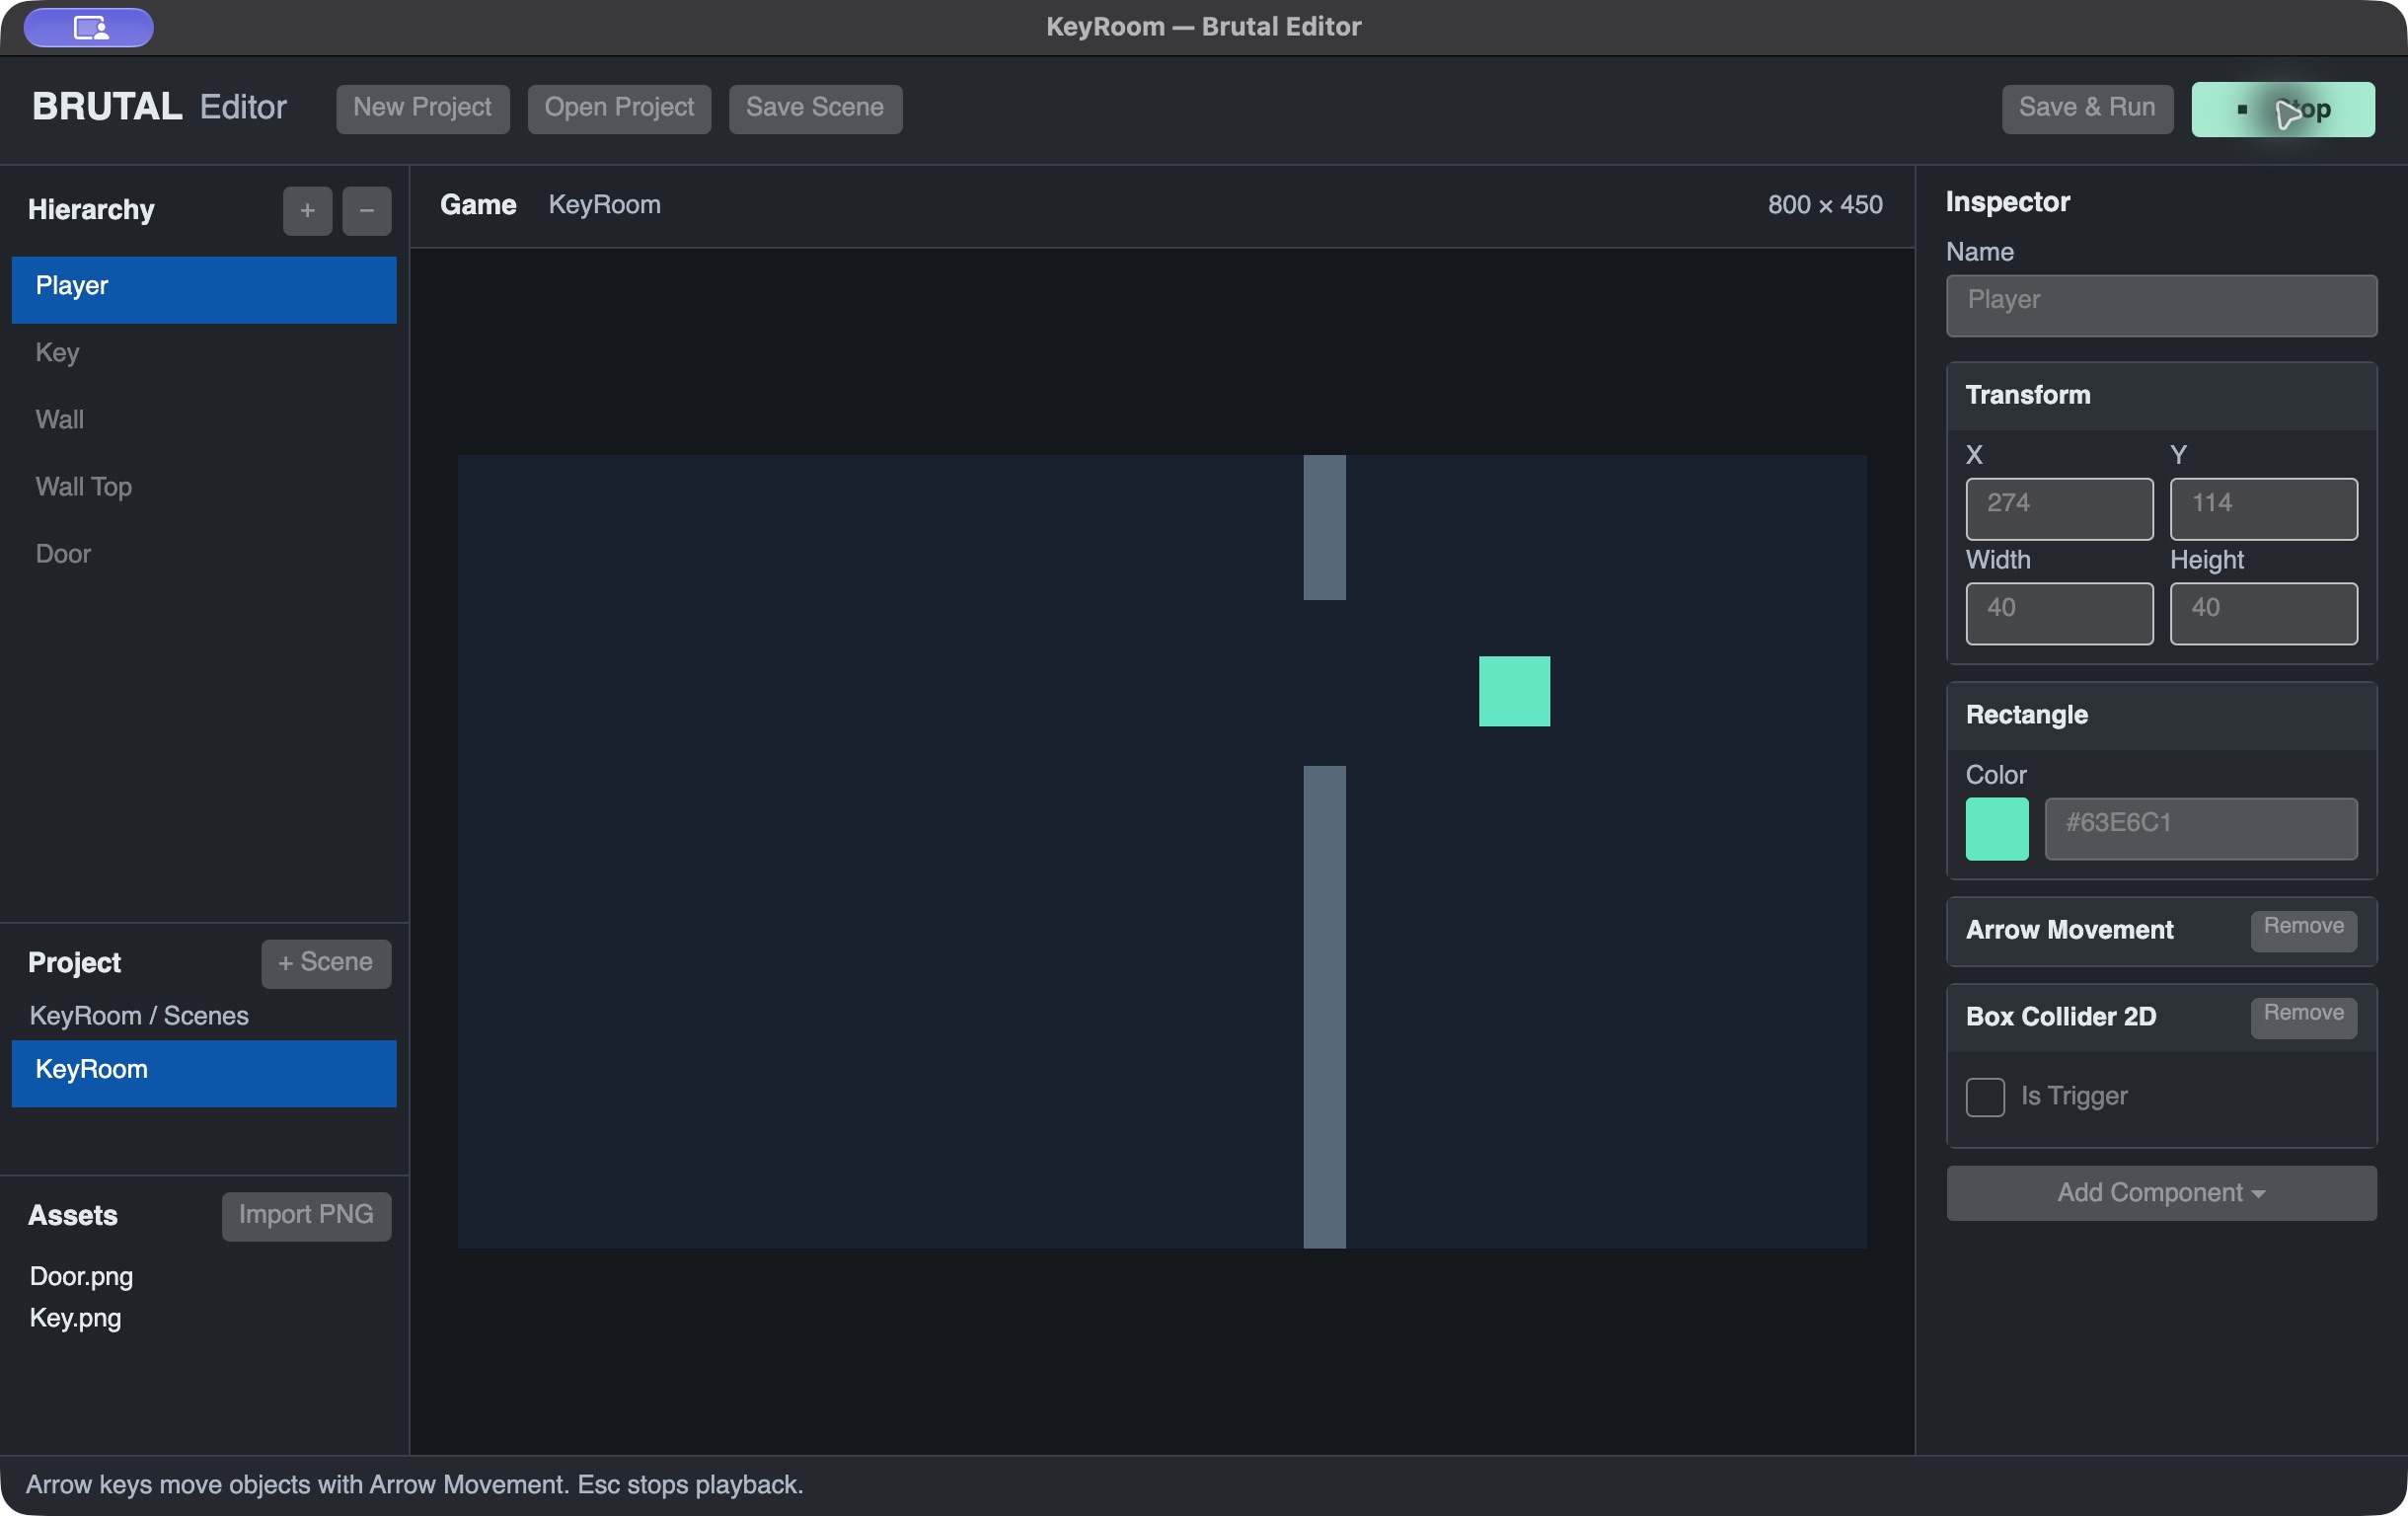 KeyRoom — Brutal Editor
BRUTAL Editor
New Project
Open Project
Save Scene
Save & Run
Hierarchy
+
−
Player
Key
Wall
Wall Top
Door
Project
+ Scene
KeyRoom / Scenes
KeyRoom
Assets
Import PNG
Door.png
Key.png
Game KeyRoom
800 × 450
Inspector
Name
Player
Transform
X Y
274 114
Width Height
40 40
Rectangle
Color
#63E6C1
Arrow Movement Remove
Box Collider 2D Remove
Is Trigger
Add Component
Arrow keys move objects with Arrow Movement. Esc stops playback.